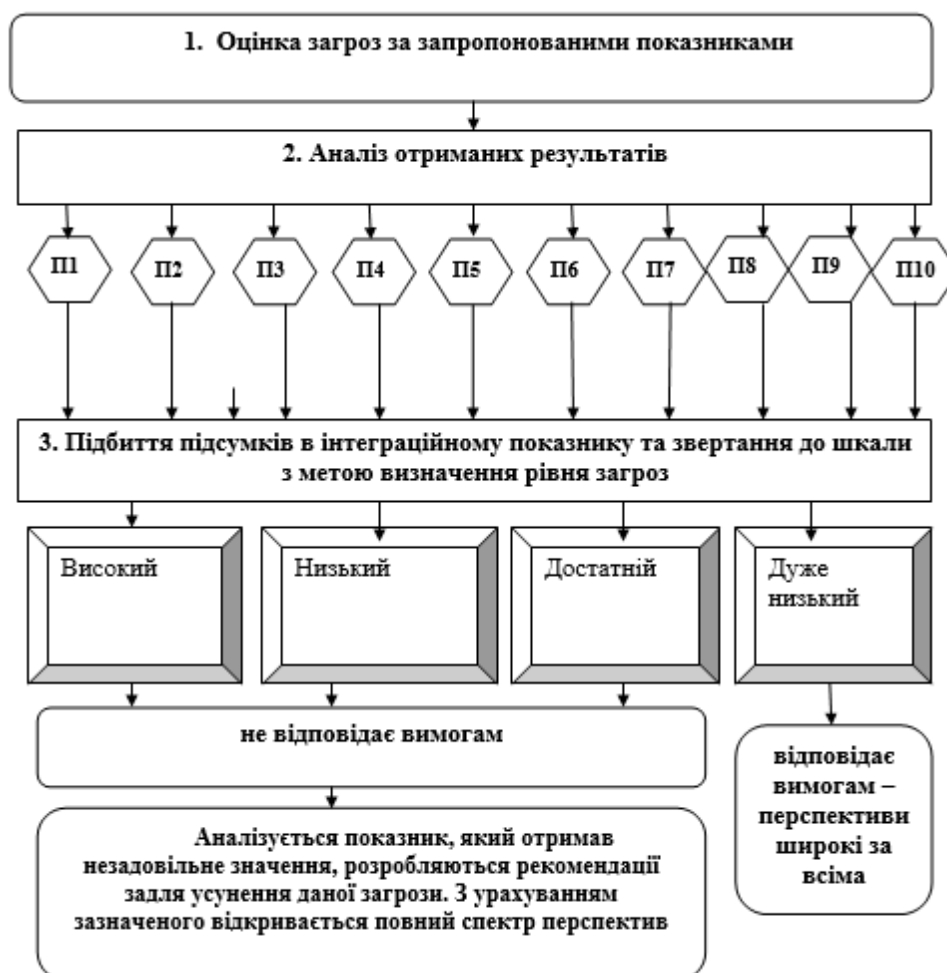 1. Оцінка загроз за запропонованими показниками
2. Аналіз отриманих результатів
П1 П2 П3 П4 П5 П6 П7 П8 П9 П10
3. Підбиття підсумків в інтеграційному показнику та звертання до шкали
з метою визначення рівня загроз
Високий
Низький
Достатній
Дуже
низький
не відповідає вимогам
відповідає
вимогам –
перспективи
широкі за
всіма
Аналізується показник, який отримав
незадовільне значення, розробляються рекомендації
задля усунення даної загрози. З урахуванням
зазначеного відкривається повний спектр перспектив